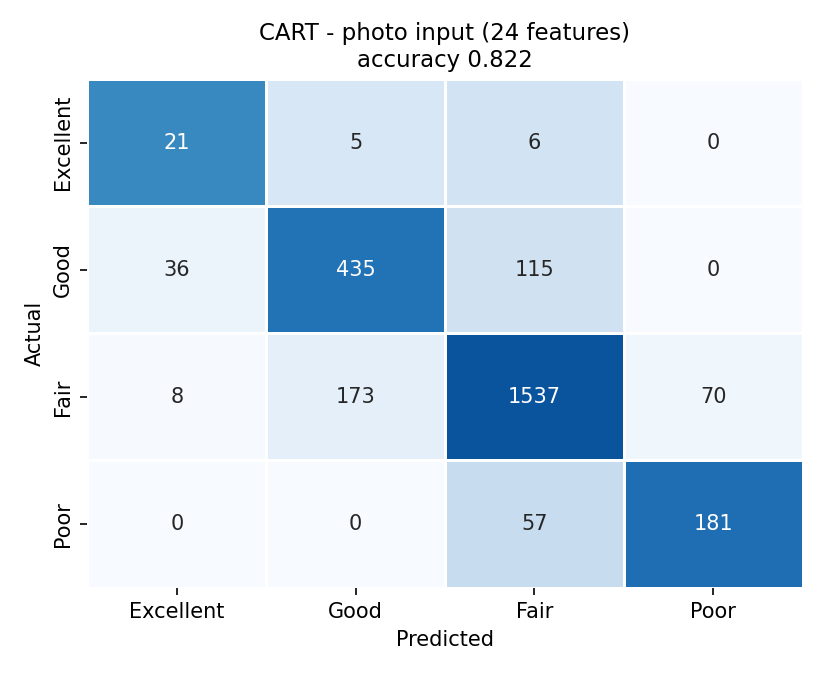 CART - photo input (24 features)
accuracy 0.822
Actual
Excellent
21 5 6 0
Good
36 435 115 0
Fair
8 173 1537 70
Poor
0 0 57 181
Excellent Good Fair Poor
Predicted